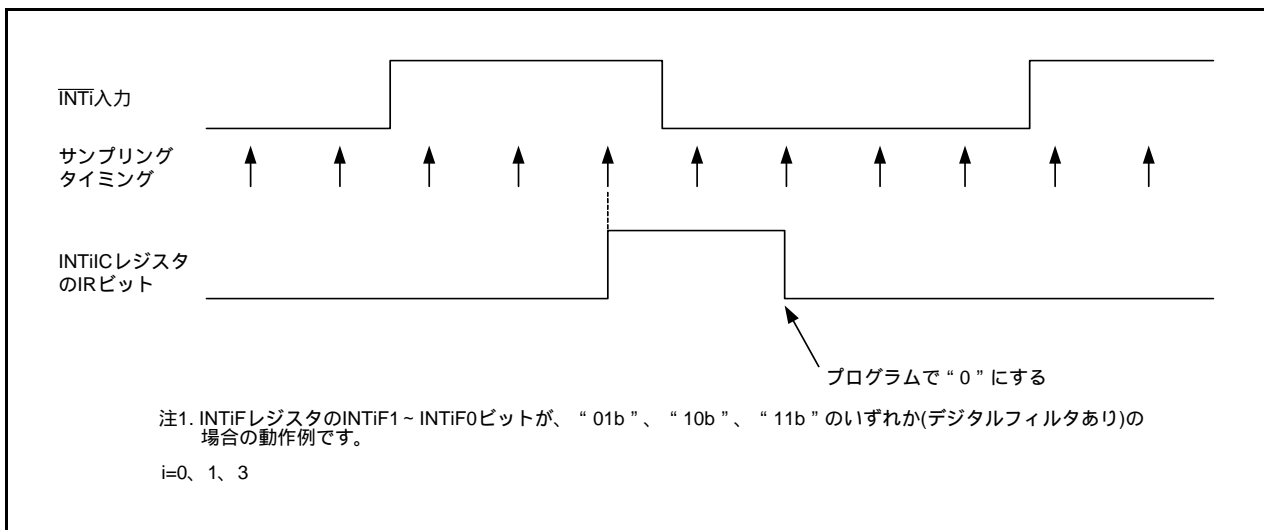 INTi入力
サンプリング
タイミング
INTiICレジスタ
のIRビット
プログラムで“0”にする
注1. INTiFレジスタのINTiF1~INTiF0ビットが、“01b”、“10b”、“11b”のいずれか(デジタルフィルタあり)の
場合の動作例です。
i=0、1、3